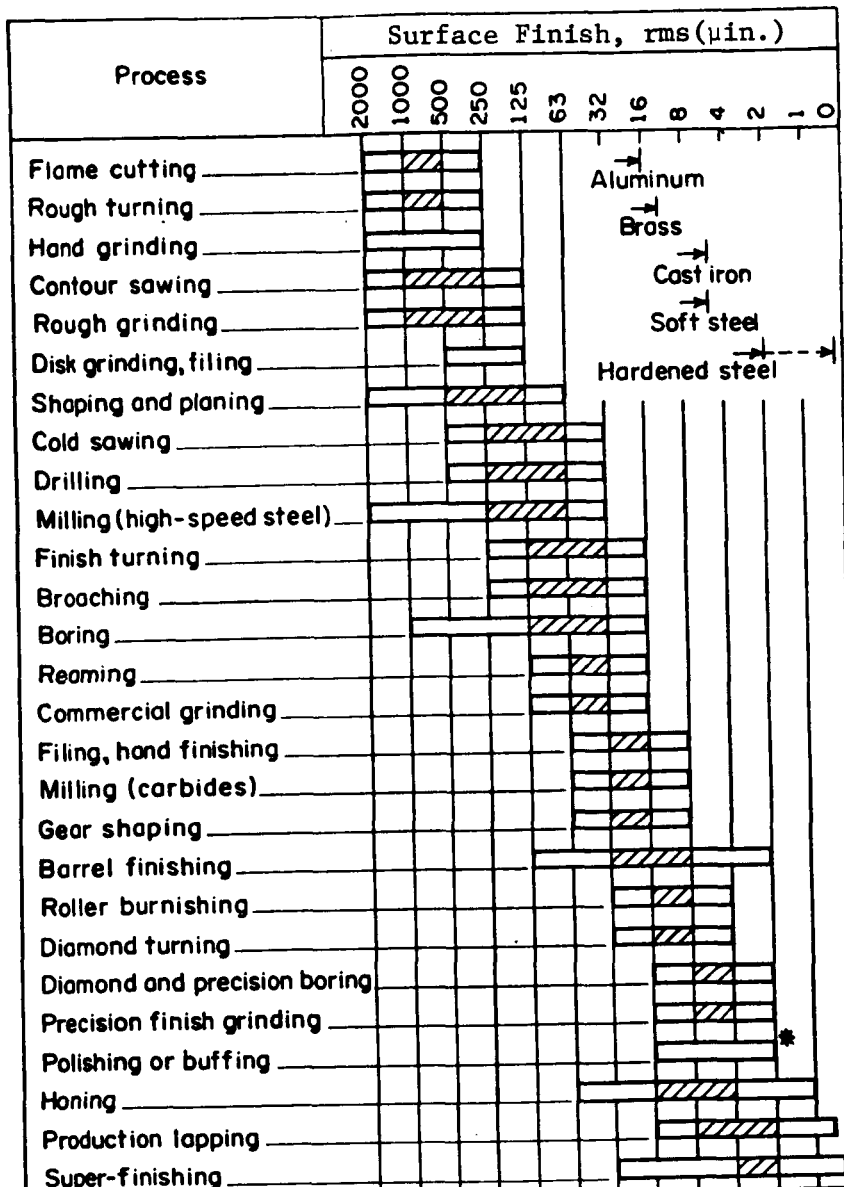 Surface Finish, rms(μin.)
Process
2000 1000 500 250 125 63 32 16 8 4 2 1 0
Flame cutting
Aluminum
Rough turning
Brass
Hand grinding
Contour sawing
Cast iron
Rough grinding
Soft steel
Disk grinding, filing
Hardened steel
Shaping and planing
Cold sawing
Drilling
Milling (high-speed steel)
Finish turning
Broaching
Boring
Reaming
Commercial grinding
Filing, hand finishing
Milling (carbides)
Gear shaping
Barrel finishing
Roller burnishing
Diamond turning
Diamond and precision boring
Precision finish grinding
Polishing or buffing *
Honing
Production lapping
Super-finishing